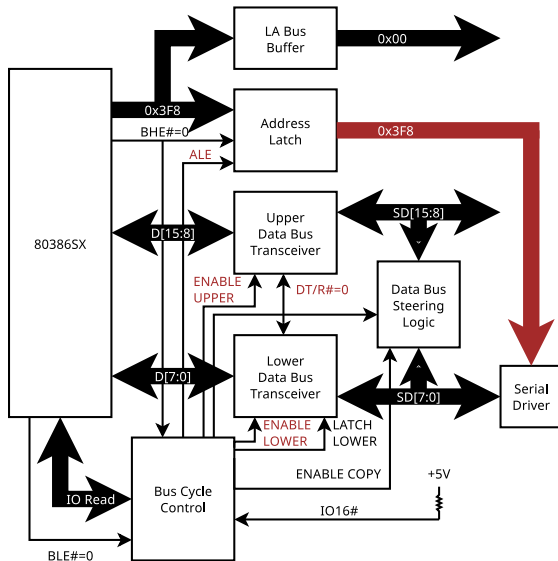 LA Bus
Buffer
0x00
0x3F8
BHE#=0
Address
Latch
0x3F8
ALE
80386SX
D[15:8]
Upper
Data Bus
Transceiver
SD[15:8]
ENABLE
UPPER
DT/R#=0
Data Bus
Steering
Logic
D[7:0]
Lower
Data Bus
Transceiver
SD[7:0]
Serial
Driver
ENABLE
LOWER
LATCH
LOWER
IO Read
Bus Cycle
Control
ENABLE COPY
+5V
IO16#
BLE#=0